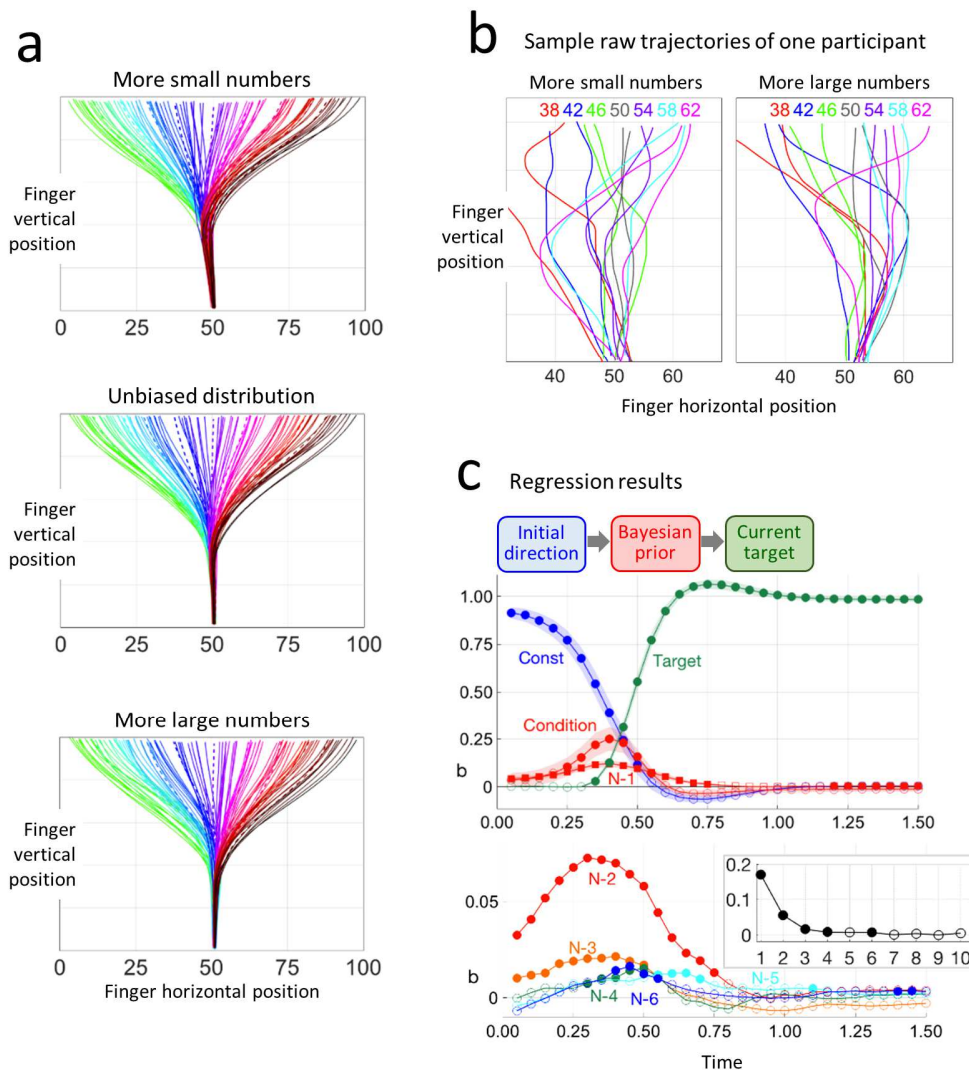 a
More small numbers
Finger
vertical
position
0 25 50 75 100
Unbiased distribution
Finger
vertical
position
0 25 50 75 100
More large numbers
Finger
vertical
position
0 25 50 75 100
Finger horizontal position
b Sample raw trajectories of one participant
More small numbers More large numbers
38 42 46 50 54 58 62 38 42 46 50 54 58 62
Finger
vertical
position
40 50 60 40 50 60
Finger horizontal position
c Regression results
Initial
direction
Bayesian
prior
Current
target
1.00
0.75
Const
Target
0.50
Condition
0.25
b
N-1
0
0.00 0.25 0.50 0.75 1.00 1.25 1.50
N-2
0.05
N-3
b
N-5
0
N-4
N-6
0.00 0.25 0.50 0.75 1.00 1.25 1.50
0.2
0.1
0
1 2 3 4 5 6 7 8 9 10
Time